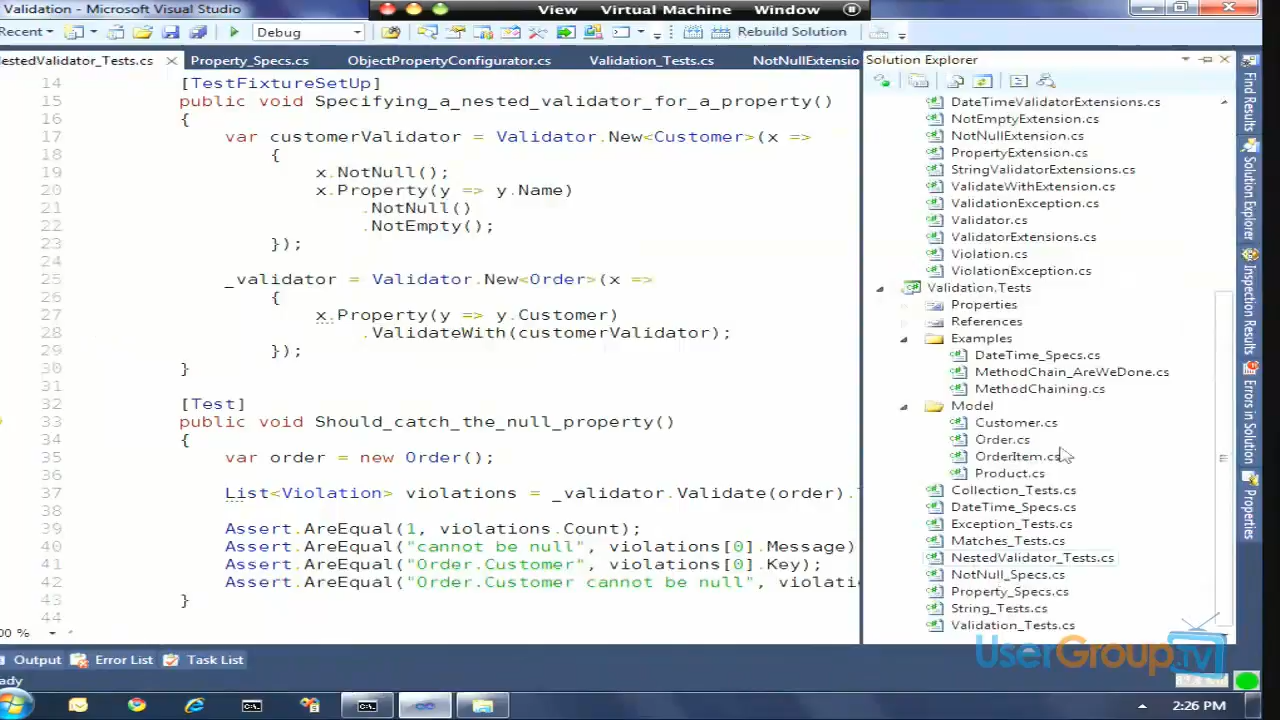 Validation - Microsoft Visual Studio
View Virtual Machine Window
Recent Debug Rebuild Solution
estedValidator_Tests.cs Property_Specs.cs ObjectPropertyConfigurator.cs Validation_Tests.cs NotNullExtensio
14 [TestFixtureSetUp]
15 public void Specifying_a_nested_validator_for_a_property()
16 {
17 var customerValidator = Validator.New<Customer>(x =>
18 {
19 x.NotNull();
20 x.Property(y => y.Name)
21 .NotNull()
22 .NotEmpty();
23 });
24
25 _validator = Validator.New<Order>(x =>
26 {
27 x.Property(y => y.Customer)
28 .ValidateWith(customerValidator);
29 });
30 }
31
32 [Test]
33 public void Should_catch_the_null_property()
34 {
35 var order = new Order();
36
37 List<Violation> violations = _validator.Validate(order).
38
39 Assert.AreEqual(1, violations.Count);
40 Assert.AreEqual("cannot be null", violations[0].Message)
41 Assert.AreEqual("Order.Customer", violations[0].Key);
42 Assert.AreEqual("Order.Customer cannot be null", violatio
43 }
44
00 %
Solution Explorer
DateTimeValidatorExtensions.cs
NotEmptyExtension.cs
NotNullExtension.cs
PropertyExtension.cs
StringValidatorExtensions.cs
ValidateWithExtension.cs
ValidationException.cs
Validator.cs
ValidatorExtensions.cs
Violation.cs
ViolationException.cs
Validation.Tests
Properties
References
Examples
DateTime_Specs.cs
MethodChain_AreWeDone.cs
MethodChaining.cs
Model
Customer.cs
Order.cs
OrderItem.cs
Product.cs
Collection_Tests.cs
DateTime_Specs.cs
Exception_Tests.cs
Matches_Tests.cs
NestedValidator_Tests.cs
NotNull_Specs.cs
Property_Specs.cs
String_Tests.cs
Validation_Tests.cs
Find Results
Solution Explorer
Inspection Results
Errors in Solution
Properties
UserGroup.TV
Output Error List Task List
ady
2:26 PM